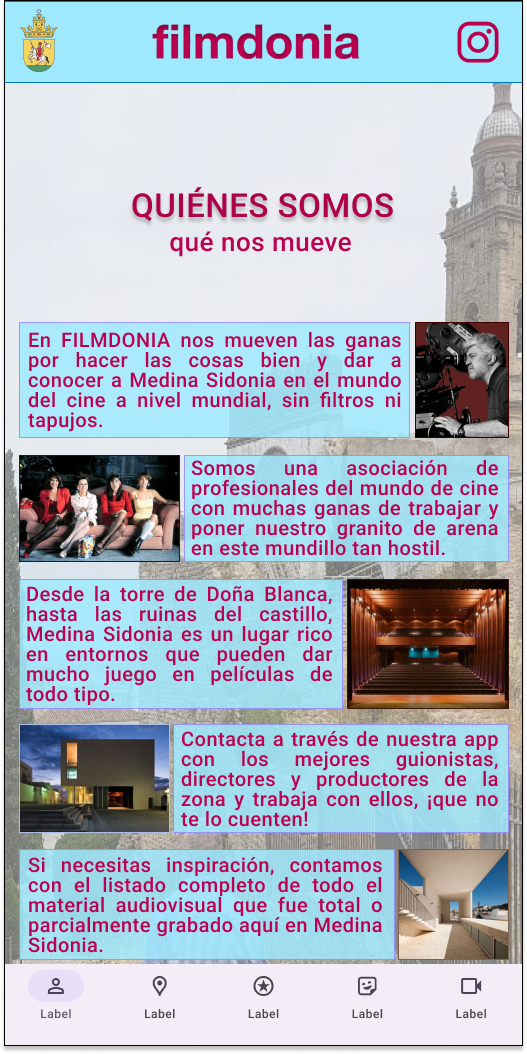 filmdonia
QUIÉNES SOMOS
qué nos mueve
En FILMDONIA nos mueven las ganas
por hacer las cosas bien y dar a
conocer a Medina Sidonia en el mundo
del cine a nivel mundial, sin filtros ni
tapujos.
Somos una asociación de
profesionales del mundo de cine
con muchas ganas de trabajar y
poner nuestro granito de arena
en este mundillo tan hostil.
Desde la torre de Doña Blanca,
hasta las ruinas del castillo,
Medina Sidonia es un lugar rico
en entornos que pueden dar
mucho juego en películas de
todo tipo.
Contacta a través de nuestra app
con los mejores guionistas,
directores y productores de la
zona y trabaja con ellos, ¡que no
te lo cuenten!
Si necesitas inspiración, contamos
con el listado completo de todo el
material audiovisual que fue total o
parcialmente grabado aquí en Medina
Sidonia.
Label Label Label Label Label